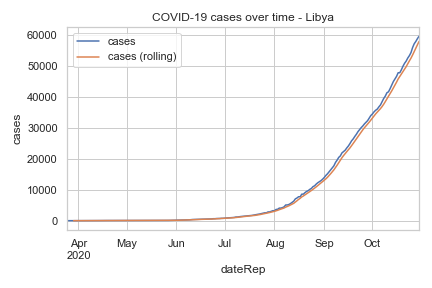 COVID-19 cases over time - Libya
cases
cases (rolling)
60000
50000
40000
30000
20000
10000
0
cases
Apr May Jun Jul Aug Sep Oct
2020
dateRep